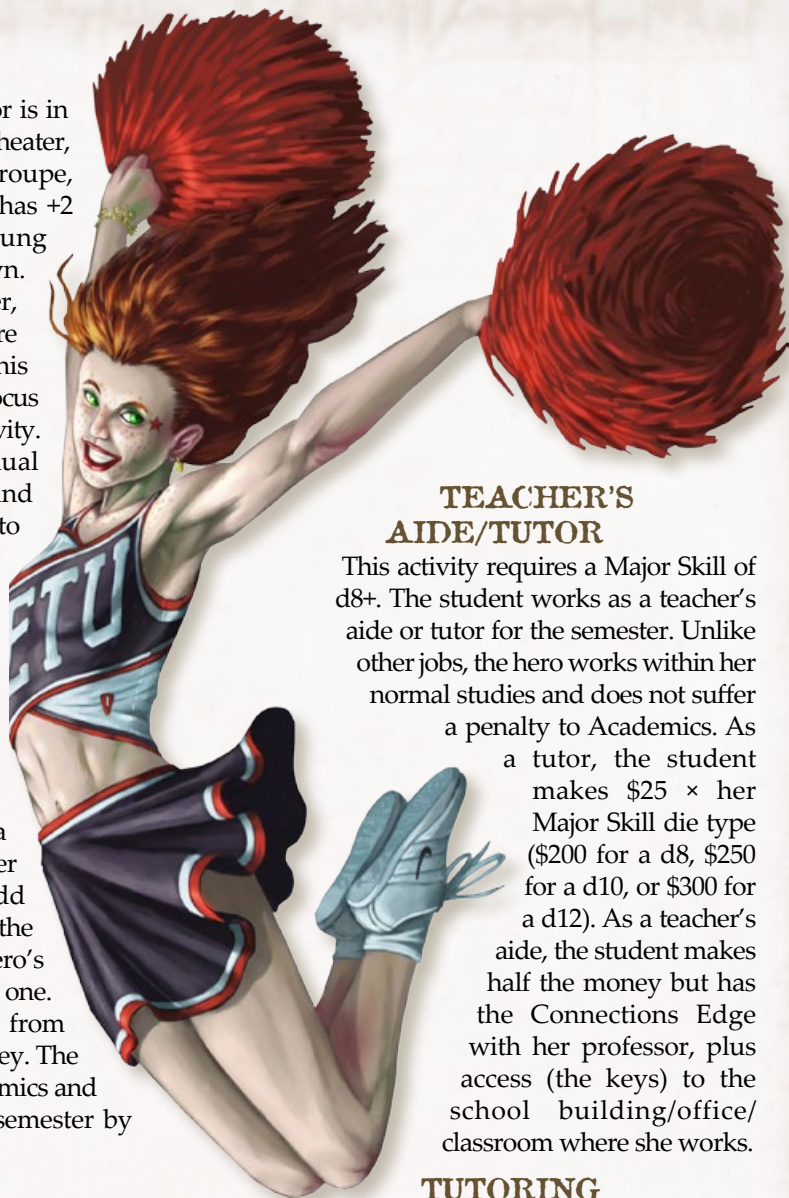 or is in
heater,
roupe,
has +2
ung
wn.
er,
re
his
ocus
vity.
ual
nd
to
a
er
dd
the
ero's
one.
from
ey. The
mics and
semester by
ETU
TEACHER'S
AIDE/TUTOR
This activity requires a Major Skill of
d8+. The student works as a teacher's
aide or tutor for the semester. Unlike
other jobs, the hero works within her
normal studies and does not suffer
a penalty to Academics. As
a tutor, the student
makes $25 × her
Major Skill die type
($200 for a d8, $250
for a d10, or $300 for
a d12). As a teacher's
aide, the student makes
half the money but has
the Connections Edge
with her professor, plus
access (the keys) to the
school building/office/
classroom where she works.
TUTORING